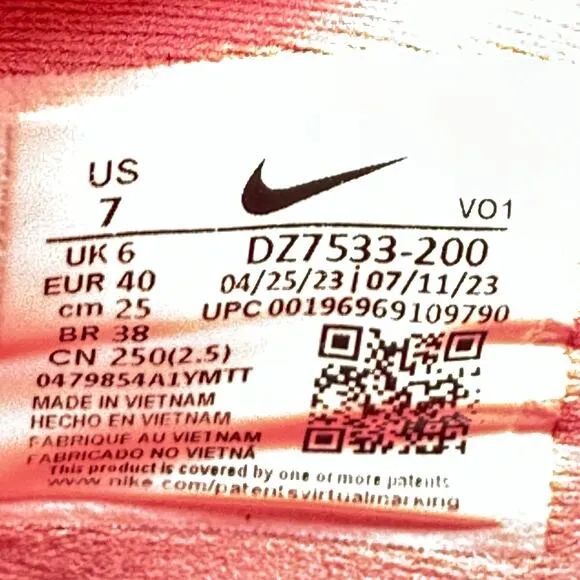 US
7
VO1
UK 6
DZ7533-200
EUR 40
04/25/23 | 07/11/23
cm 25
UPC 00196969109790
BR 38
CN 250(2.5)
0479854A1YMTT
MADE IN VIETNAM
HECHO EN VIETNAM
FABRIQUE AU VIETNAM
FABRICADO NO VIETNÃ
This product is covered by one or more patents
www.nike.com/patentsvirtualmarking